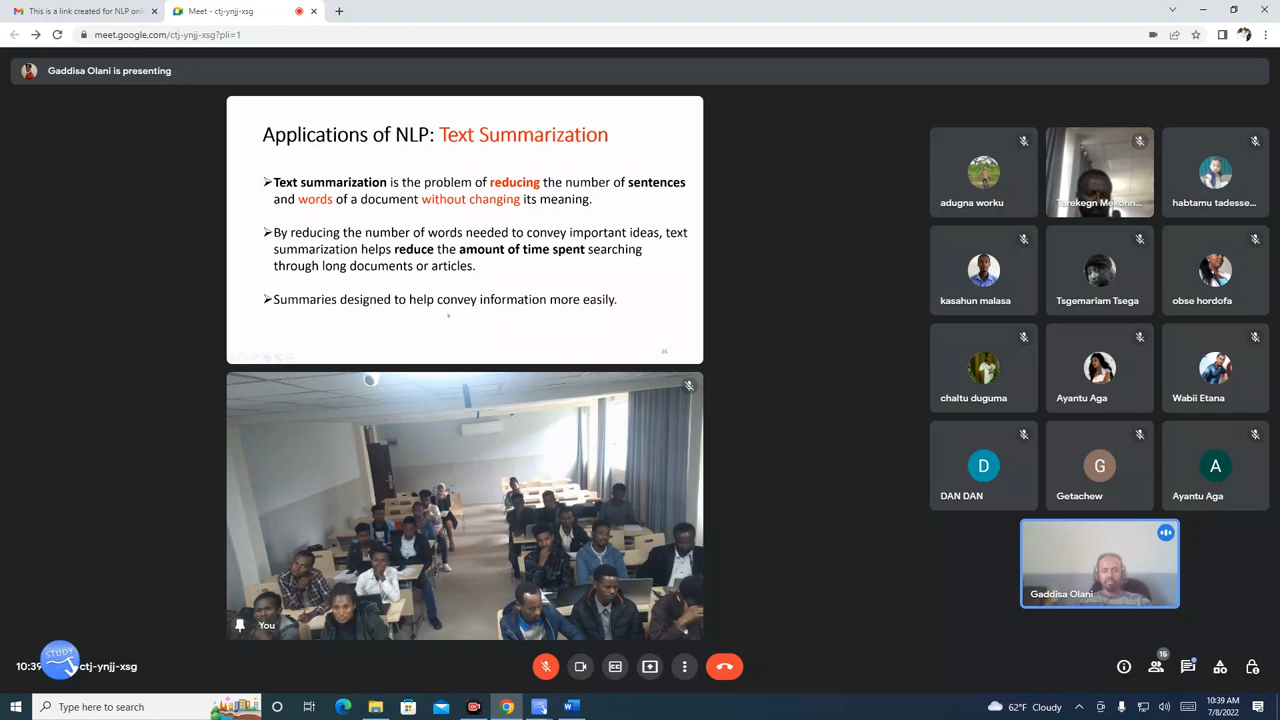 This is a link created for NLP onli
Meet - ctj-ynjj-xsg
meet.google.com/ctj-ynjj-xsg?pli=1
Gaddisa Olani is presenting
Applications of NLP: Text Summarization
➢Text summarization is the problem of reducing the number of sentences
and words of a document without changing its meaning.
➢By reducing the number of words needed to convey important ideas, text
summarization helps reduce the amount of time spent searching
through long documents or articles.
➢Summaries designed to help convey information more easily.
36
You
adugna worku
Tarekegn Mekonn...
habtamu tadesse...
kasahun malasa
Tsgemariam Tsega
obse hordofa
chaltu duguma
Ayantu Aga
Wabii Etana
D
DAN DAN
G
Getachew
A
Ayantu Aga
Gaddisa Olani
10:39
STUDY
ctj-ynjj-xsg
15
Type here to search
62°F Cloudy
10:39 AM
7/8/2022